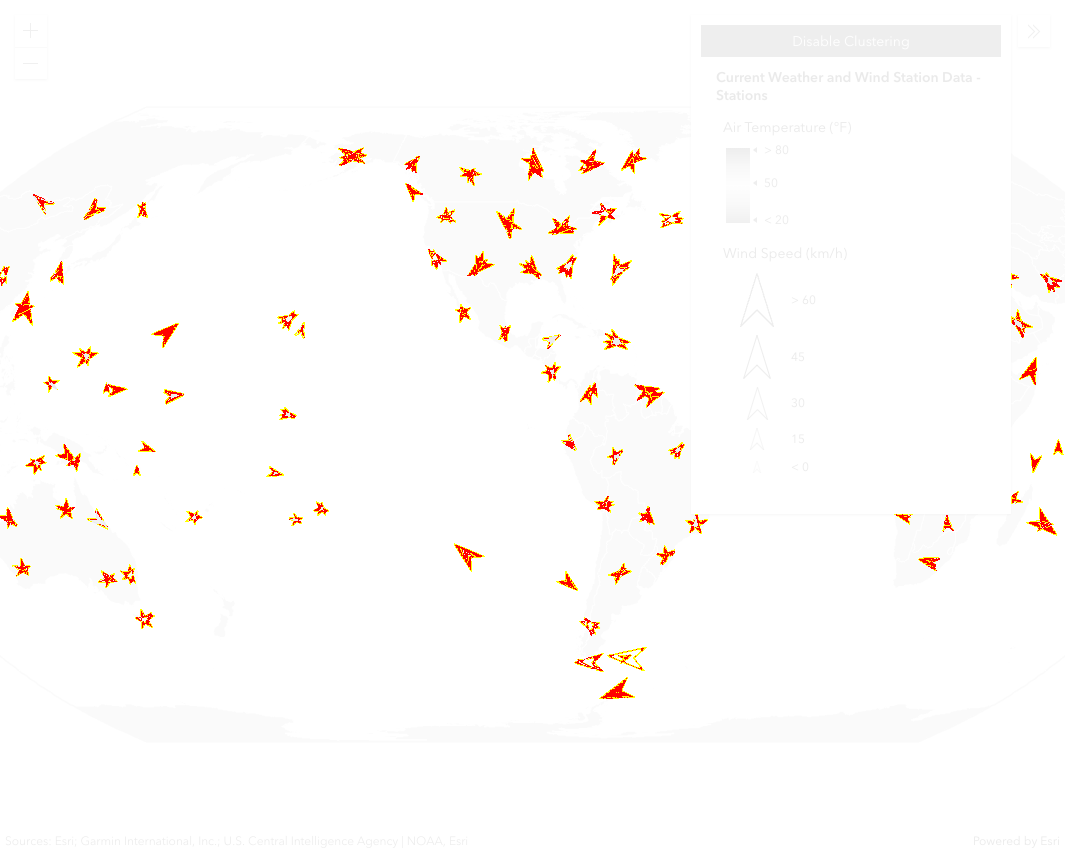 +
−
Disable Clustering
»
Current Weather and Wind Station Data -
Stations
Air Temperature (°F)
> 80
50
< 20
Wind Speed (km/h)
> 60
45
30
15
< 0
Sources: Esri; Garmin International, Inc.; U.S. Central Intelligence Agency | NOAA, Esri
Powered by Esri